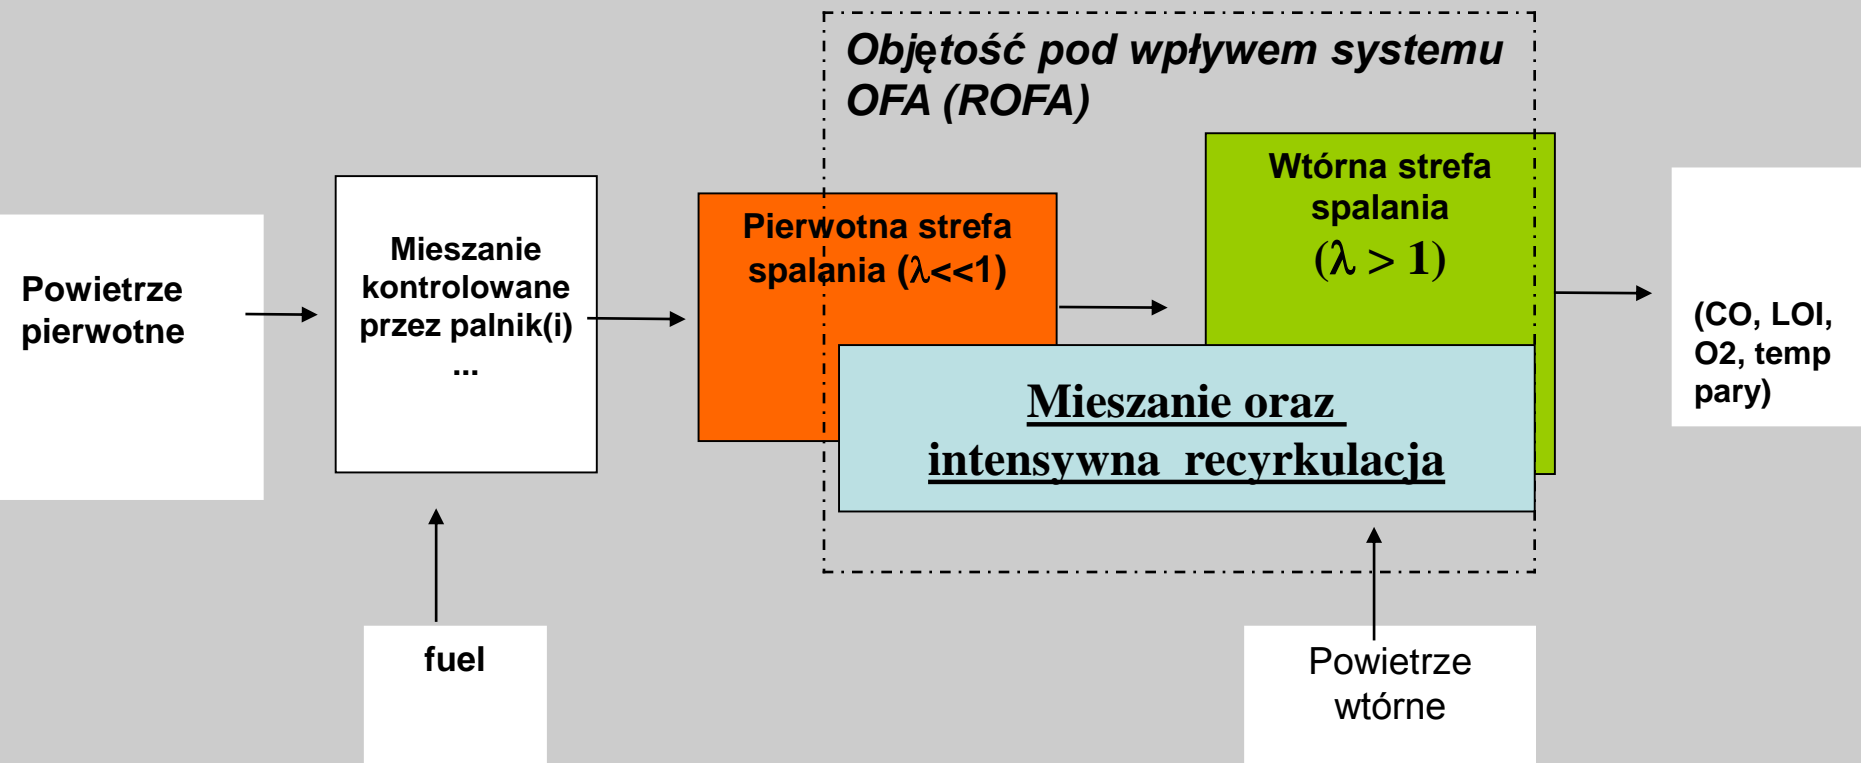 Objętość pod wpływem systemu
OFA (ROFA)
Powietrze
pierwotne
Mieszanie
kontrolowane
przez palnik(i)
...
Pierwotna strefa
spalania (λ<<1)
Wtórna strefa
spalania
(λ > 1)
(CO, LOI,
O2, temp
pary)
Mieszanie oraz
intensywna recyrkulacja
fuel
Powietrze
wtórne